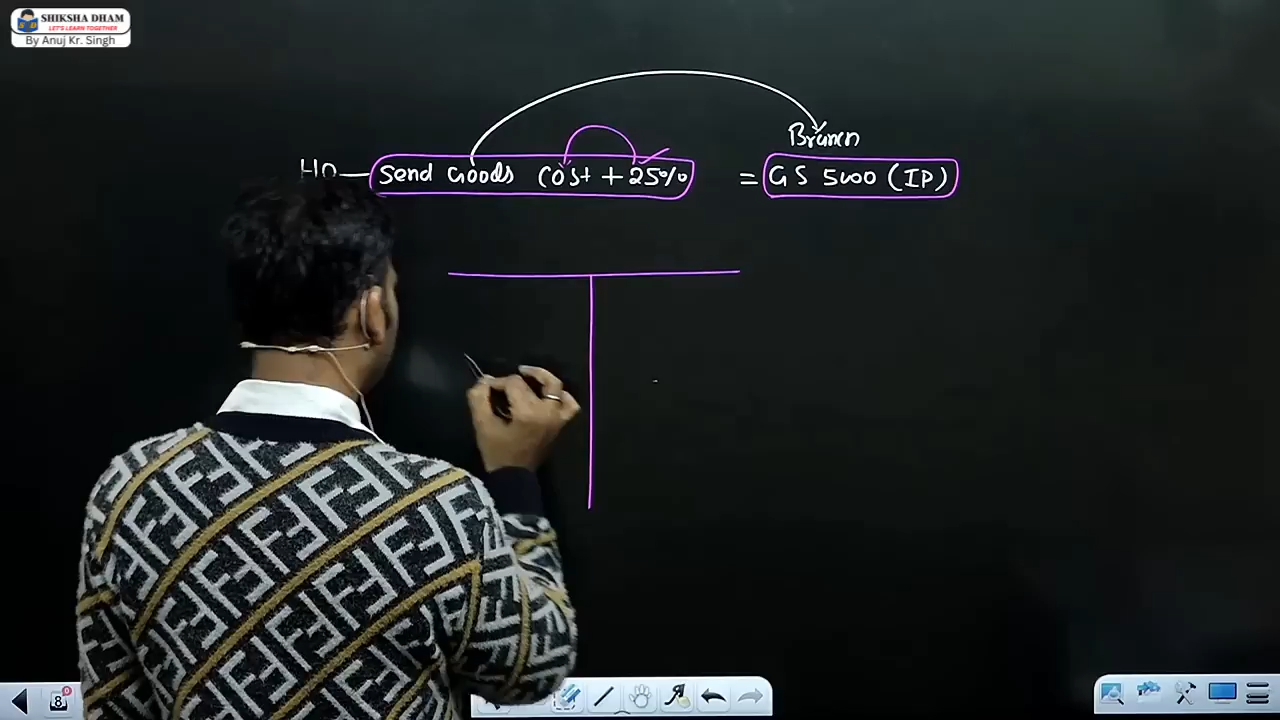 SHIKSHA DHAM
LET'S LEARN TOGETHER
By Anuj Kr. Singh
Branch
HO Send Goods Cost + 25% = GS 5000 (IP)